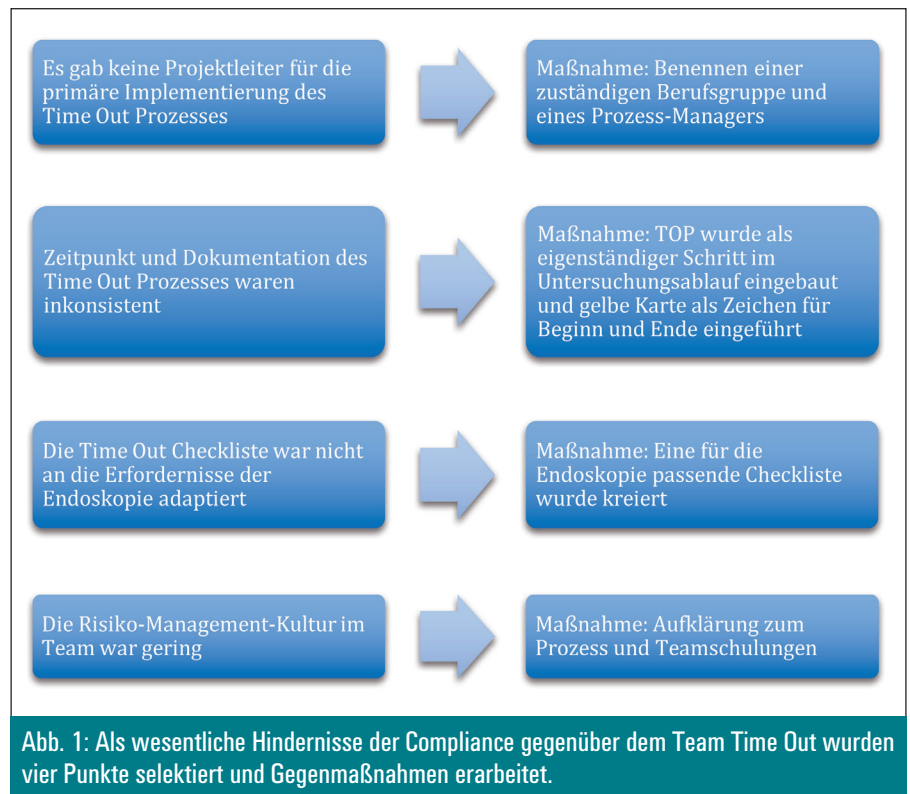 Es gab keine Projektleiter für die
primäre Implementierung des
Time Out Prozesses
Maßnahme: Benennen einer
zuständigen Berufsgruppe und
eines Prozess-Managers
Zeitpunkt und Dokumentation des
Time Out Prozesses waren
inkonsistent
Maßnahme: TOP wurde als
eigenständiger Schritt im
Untersuchungsablauf eingebaut
und gelbe Karte als Zeichen für
Beginn und Ende eingeführt
Die Time Out Checkliste war nicht
an die Erfordernisse der
Endoskopie adaptiert
Maßnahme: Eine für die
Endoskopie passende Checkliste
wurde kreiert
Die Risiko-Management-Kultur im
Team war gering
Maßnahme: Aufklärung zum
Prozess und Teamschulungen
Abb. 1: Als wesentliche Hindernisse der Compliance gegenüber dem Team Time Out wurden
vier Punkte selektiert und Gegenmaßnahmen erarbeitet.